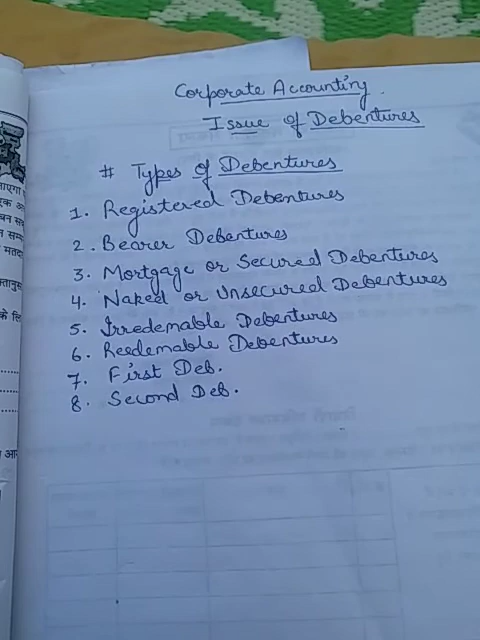 Corporate Accounting.
Issue of Debentures
# Types of Debentures
1. Registered Debentures
2. Bearer Debentures
3. Mortgage or Secured Debentures
4. Naked or Unsecured Debentures
5. Irredemable Debentures
6. Reedemable Debentures
7. First Deb.
8. Second Deb.